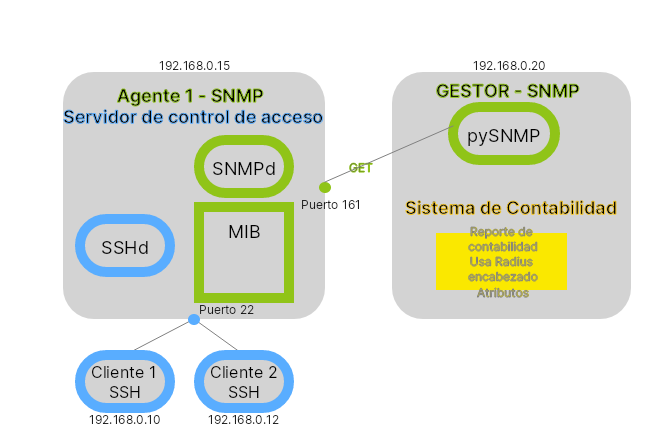 192.168.0.15
Agente 1 - SNMP
Servidor de control de acceso
SNMPd
SSHd
MIB
Puerto 161
Puerto 22
Cliente 1
SSH
192.168.0.10
Cliente 2
SSH
192.168.0.12
GET
192.168.0.20
GESTOR - SNMP
pySNMP
Sistema de Contabilidad
Reporte de
contabilidad
Usa Radius
encabezado
Atributos